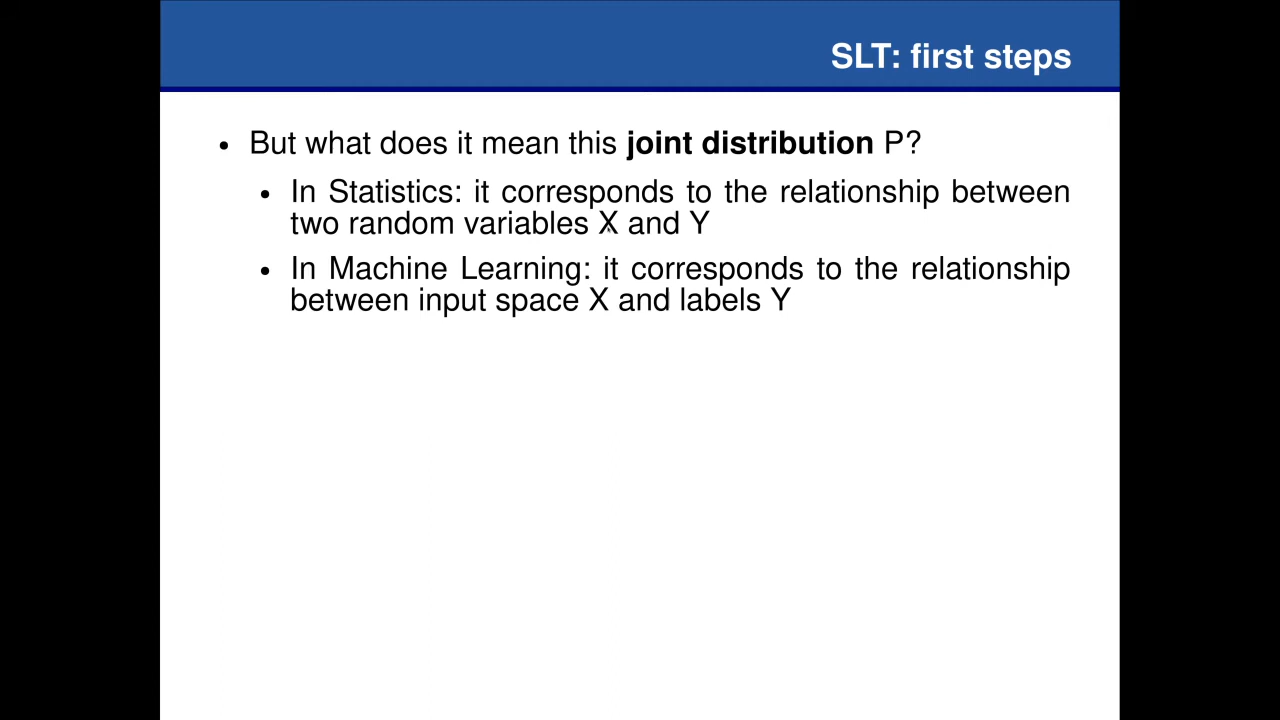 SLT: first steps
• But what does it mean this joint distribution P?
• In Statistics: it corresponds to the relationship between
two random variables X and Y
• In Machine Learning: it corresponds to the relationship
between input space X and labels Y